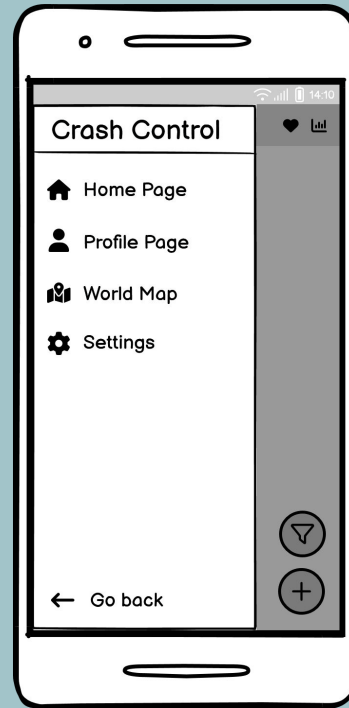 14:10
Crash Control
Home Page
Profile Page
World Map
Settings
Go back